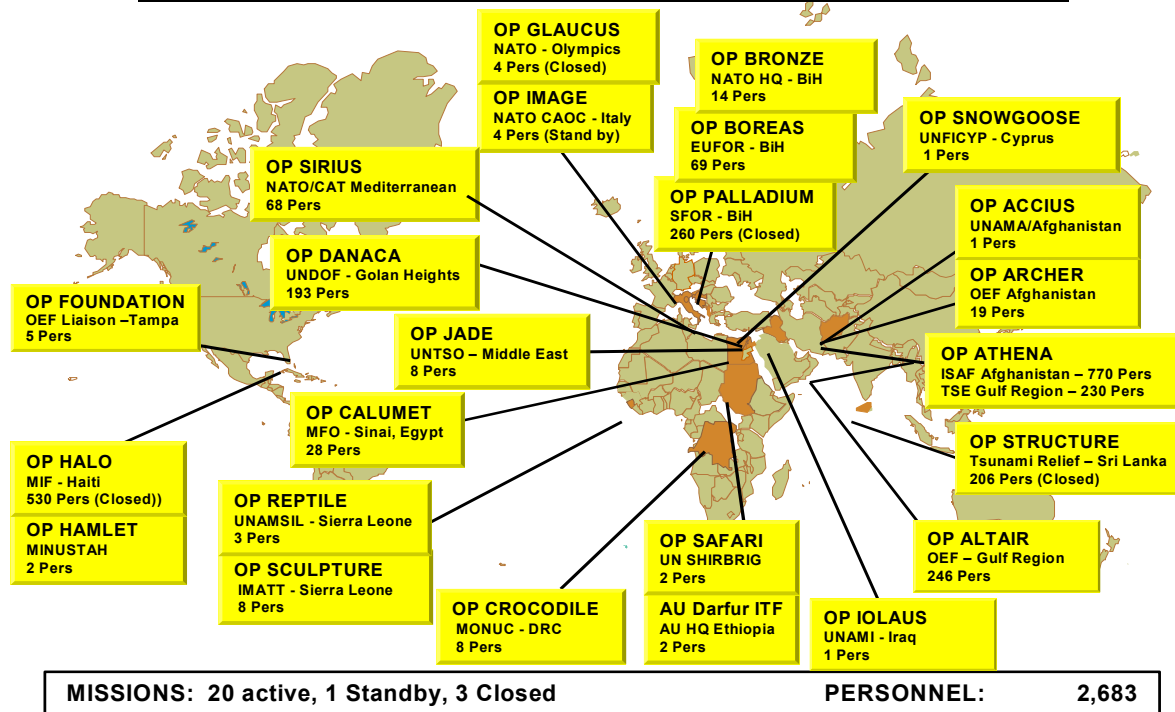 OP GLAUCUS
NATO - Olympics
4 Pers (Closed)
OP IMAGE
NATO CAOC - Italy
4 Pers (Stand by)
OP BRONZE
NATO HQ - BiH
14 Pers
OP BOREAS
EUFOR - BiH
69 Pers
OP PALLADIUM
SFOR - BiH
260 Pers (Closed)
OP SNOWGOOSE
UNFICYP - Cyprus
1 Pers
OP SIRIUS
NATO/CAT Mediterranean
68 Pers
OP ACCIUS
UNAMA/Afghanistan
1 Pers
OP ARCHER
OEF Afghanistan
19 Pers
OP DANACA
UNDOF - Golan Heights
193 Pers
OP FOUNDATION
OEF Liaison –Tampa
5 Pers
OP JADE
UNTSO – Middle East
8 Pers
OP ATHENA
ISAF Afghanistan – 770 Pers
TSE Gulf Region – 230 Pers
OP CALUMET
MFO - Sinai, Egypt
28 Pers
OP STRUCTURE
Tsunami Relief – Sri Lanka
206 Pers (Closed)
OP HALO
MIF - Haiti
530 Pers (Closed))
OP HAMLET
MINUSTAH
2 Pers
OP REPTILE
UNAMSIL - Sierra Leone
3 Pers
OP SCULPTURE
IMATT - Sierra Leone
8 Pers
OP CROCODILE
MONUC - DRC
8 Pers
OP SAFARI
UN SHIRBRIG
2 Pers
AU Darfur ITF
AU HQ Ethiopia
2 Pers
OP ALTAIR
OEF – Gulf Region
246 Pers
OP IOLAUS
UNAMI - Iraq
1 Pers
MISSIONS: 20 active, 1 Standby, 3 Closed PERSONNEL: 2,683